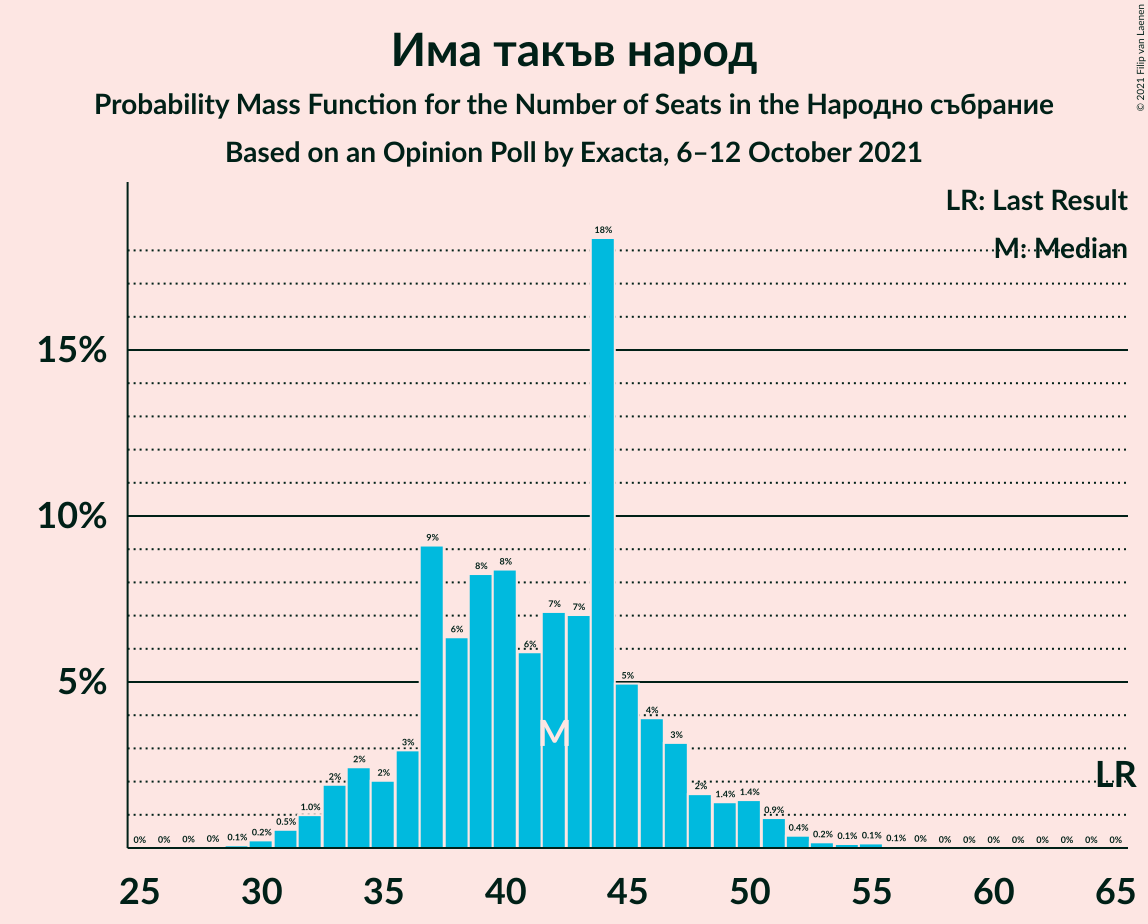 Има такъв народ
Probability Mass Function for the Number of Seats in the Народно събрание
Based on an Opinion Poll by Exacta, 6–12 October 2021
© 2021 Filip van Laenen
LR: Last Result
M: Median
15%
10%
5%
0% 0% 0% 0% 0.1% 0.2% 0.5% 1.0% 2% 2% 2% 3% 9% 6% 8% 8% 6% 7% 7% 18% 5% 4% 3% 2% 1.4% 1.4% 0.9% 0.4% 0.2% 0.1% 0.1% 0.1% 0% 0% 0% 0% 0% 0% 0% 0% 0%
M
LR
25 30 35 40 45 50 55 60 65